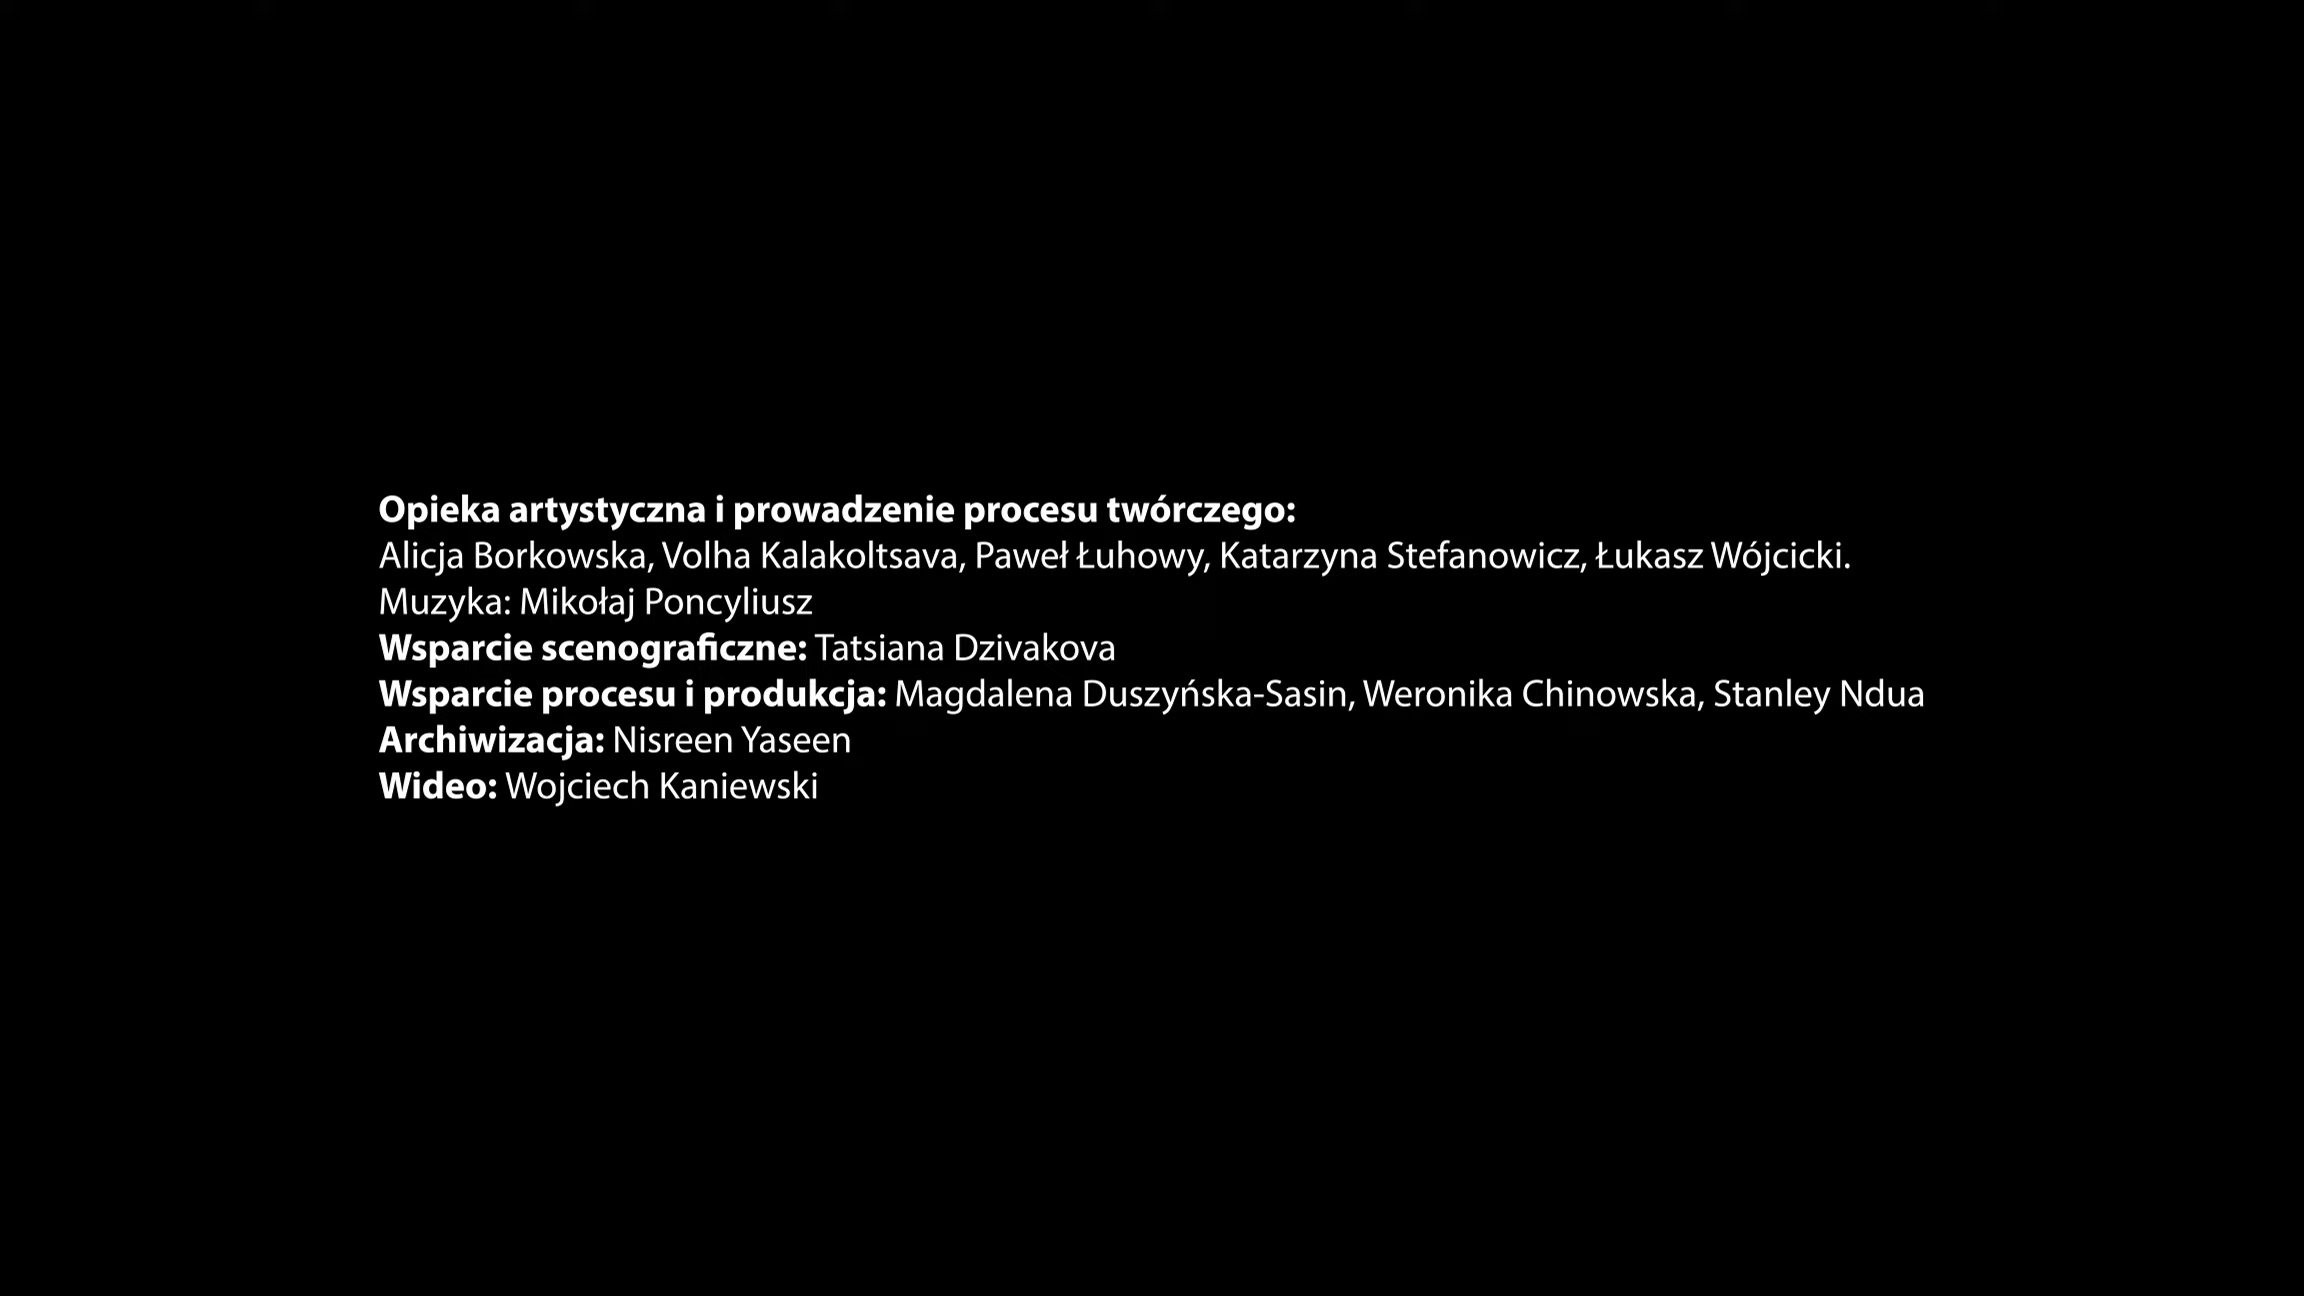 Opieka artystyczna i prowadzenie procesu twórczego:
Alicja Borkowska, Volha Kalakoltsava, Paweł Łuhowy, Katarzyna Stefanowicz, Łukasz Wójcicki.
Muzyka: Mikołaj Poncyliusz
Wsparcie scenograficzne: Tatsiana Dzivakova
Wsparcie procesu i produkcja: Magdalena Duszyńska-Sasin, Weronika Chinowska, Stanley Ndua
Archiwizacja: Nisreen Yaseen
Wideo: Wojciech Kaniewski